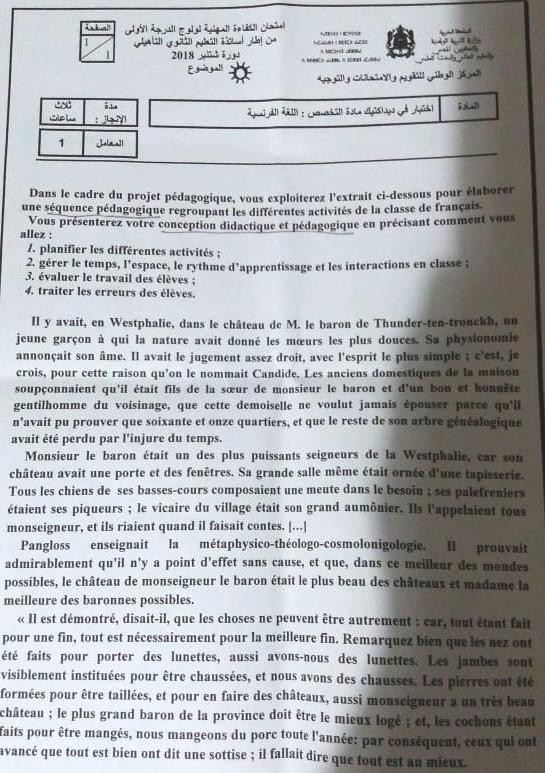 امتحان الكفاءة المهنية لولوج الدرجة الأولى
من إطار أساتذة التعليم الثانوي التأهيلي
دورة شتنبر 2018
الموضوع
الصفحة
1
1
المملكة المغربية
المركز الوطني للتقويم والامتحانات والتوجيه
المادة
اختبار في ديداكتيك مادة التخصص : اللغة الفرنسية
مدة الإنجاز :
ثلاث ساعات
المعامل
1
Dans le cadre du projet pédagogique, vous exploiterez l'extrait ci-dessous pour élaborer
une séquence pédagogique regroupant les différentes activités de la classe de français.
Vous présenterez votre conception didactique et pédagogique en précisant comment vous
allez :
1. planifier les différentes activités ;
2. gérer le temps, l'espace, le rythme d'apprentissage et les interactions en classe ;
3. évaluer le travail des élèves ;
4. traiter les erreurs des élèves.
Il y avait, en Westphalie, dans le château de M. le baron de Thunder-ten-tronckh, un
jeune garçon à qui la nature avait donné les mœurs les plus douces. Sa physionomie
annonçait son âme. Il avait le jugement assez droit, avec l'esprit le plus simple ; c'est, je
crois, pour cette raison qu'on le nommait Candide. Les anciens domestiques de la maison
soupçonnaient qu'il était fils de la sœur de monsieur le baron et d'un bon et honnête
gentilhomme du voisinage, que cette demoiselle ne voulut jamais épouser parce qu'il
n'avait pu prouver que soixante et onze quartiers, et que le reste de son arbre généalogique
avait été perdu par l'injure du temps.
Monsieur le baron était un des plus puissants seigneurs de la Westphalie, car son
château avait une porte et des fenêtres. Sa grande salle même était ornée d'une tapisserie.
Tous les chiens de ses basses-cours composaient une meute dans le besoin ; ses palefreniers
étaient ses piqueurs ; le vicaire du village était son grand aumônier. Ils l'appelaient tous
monseigneur, et ils riaient quand il faisait contes. [...]
Pangloss enseignait la métaphysico-théologo-cosmolonigologie. Il prouvait
admirablement qu'il n'y a point d'effet sans cause, et que, dans ce meilleur des mondes
possibles, le château de monseigneur le baron était le plus beau des châteaux et madame la
meilleure des baronnes possibles.
« Il est démontré, disait-il, que les choses ne peuvent être autrement : car, tout étant fait
pour une fin, tout est nécessairement pour la meilleure fin. Remarquez bien que les nez ont
été faits pour porter des lunettes, aussi avons-nous des lunettes. Les jambes sont
visiblement instituées pour être chaussées, et nous avons des chausses. Les pierres ont été
formées pour être taillées, et pour en faire des châteaux, aussi monseigneur a un très beau
château ; le plus grand baron de la province doit être le mieux logé ; et, les cochons étant
faits pour être mangés, nous mangeons du porc toute l'année: par conséquent, ceux qui ont
avancé que tout est bien ont dit une sottise ; il fallait dire que tout est au mieux.